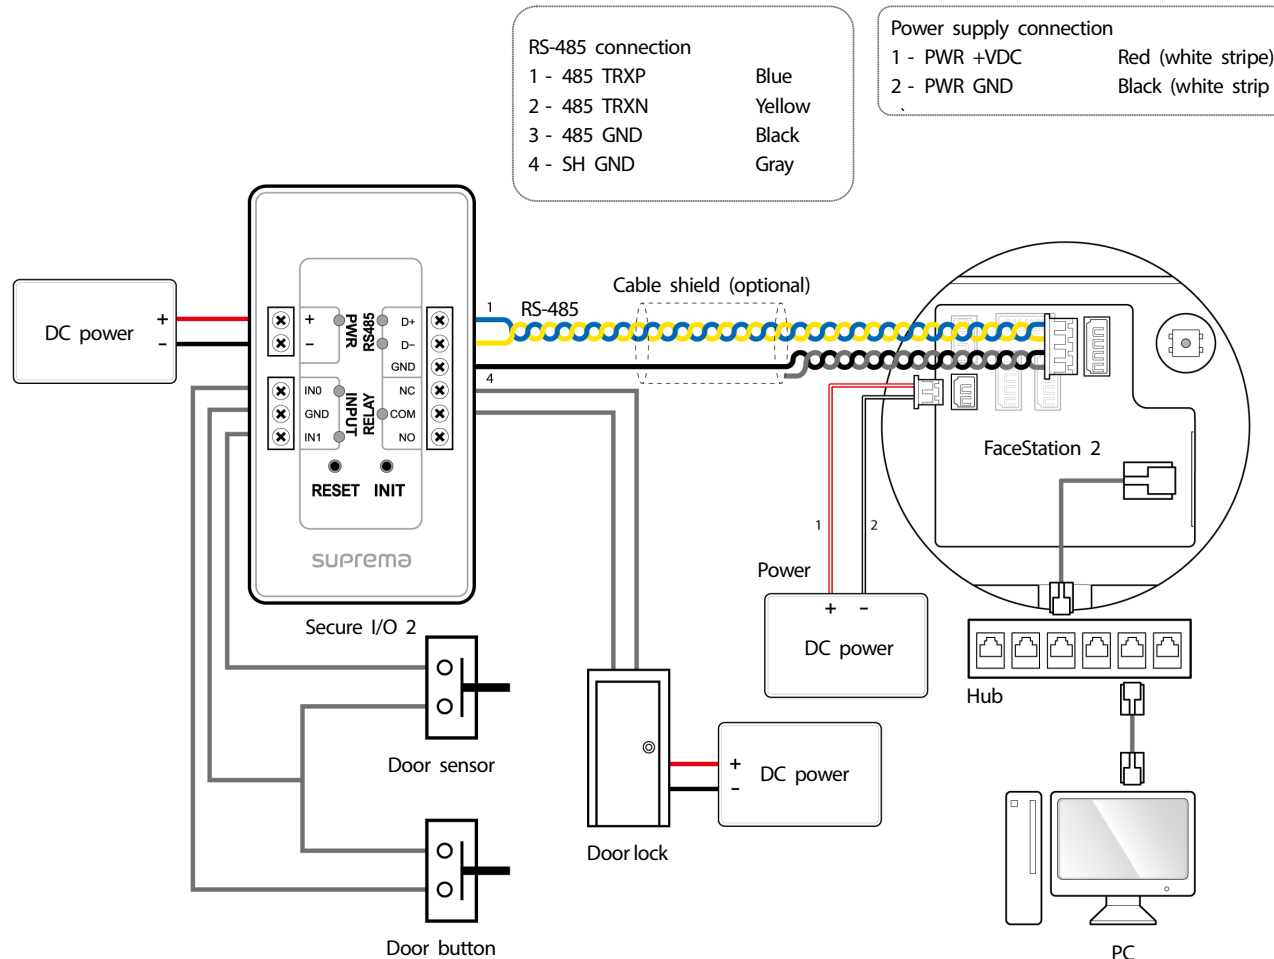 RS-485 connection
1 - 485 TRXP Blue
2 - 485 TRXN Yellow
3 - 485 GND Black
4 - SH GND Gray
Power supply connection
1 - PWR +VDC Red (white stripe)
2 - PWR GND Black (white strip
DC power
+
-
+
-
PWR
RS485
D+
D-
GND
IN0
GND
IN1
INPUT
RELAY
NC
COM
NO
RESET INIT
suprema
Secure I/O 2
1
RS-485
4
Cable shield (optional)
FaceStation 2
1
2
Power
+ -
DC power
Hub
Door sensor
Door button
Door lock
+
-
DC power
PC